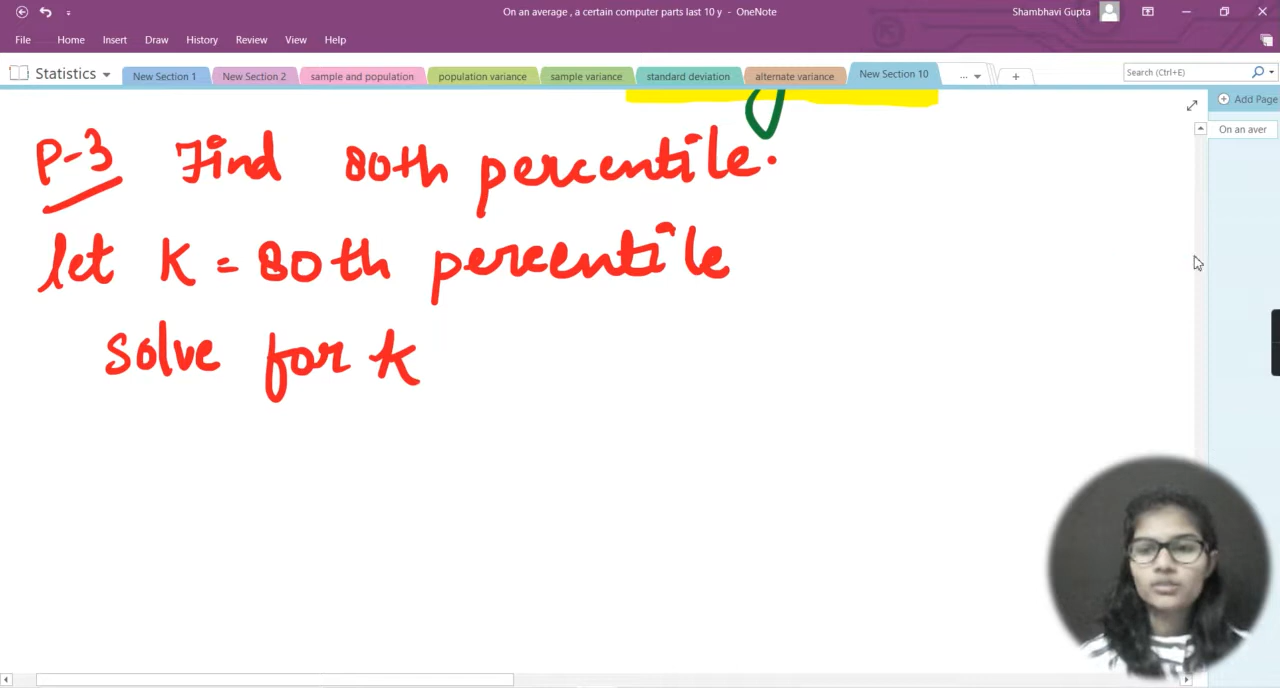 On an average , a certain computer parts last 10 y - OneNote
Shambhavi Gupta
File Home Insert Draw History Review View Help
Statistics
New Section 1
New Section 2
sample and population
population variance
sample variance
standard deviation
alternate variance
New Section 10
...
Search (Ctrl+E)
Add Page
On an aver
P-3 Find 80th percentile.
let K = 80th percentile
solve for k